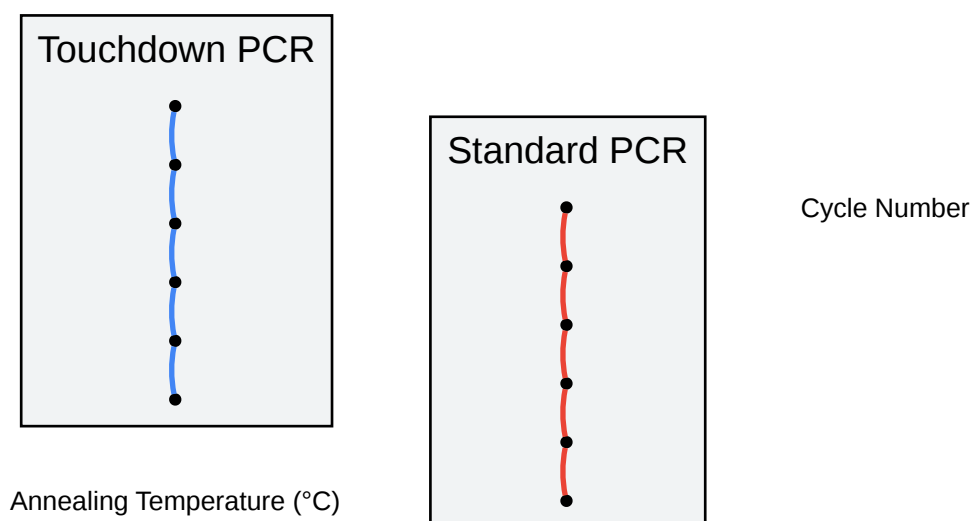 Touchdown PCR
Standard PCR
Cycle Number
Annealing Temperature (°C)